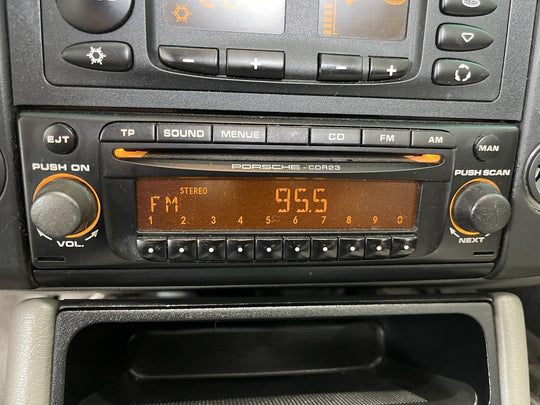 - + - +
EJT TP SOUND MENUE CD FM AM MAN
PUSH ON PORSCHE - CDR23 PUSH SCAN
STEREO
FM 95.5
1 2 3 4 5 6 7 8 9 0
VOL. NEXT